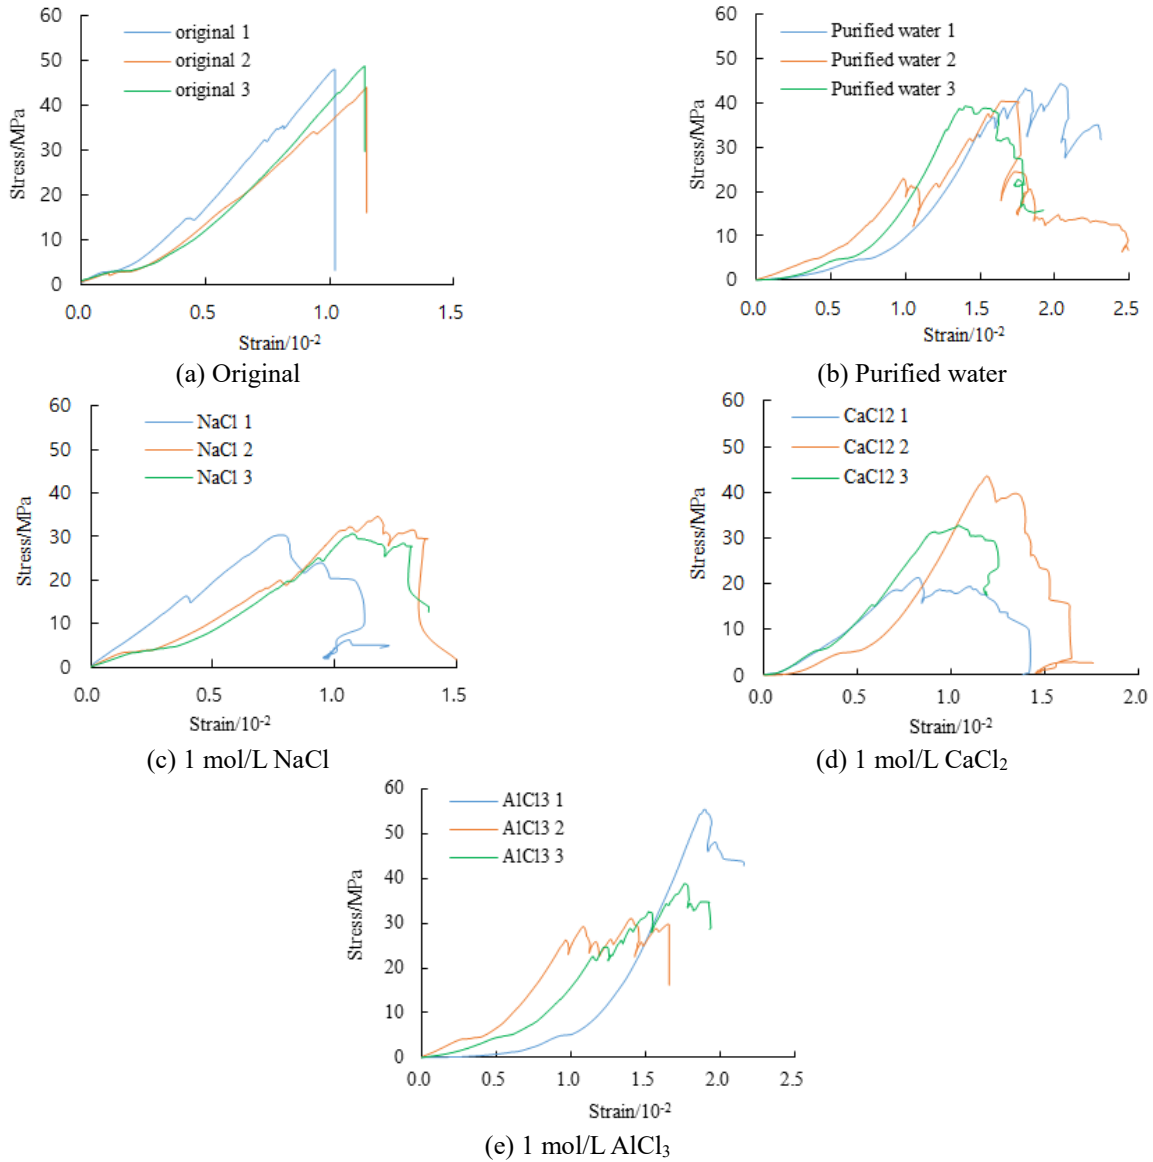 60
50
40
30
20
10
0
Stress/MPa
original 1
original 2
original 3
0.0 0.5 1.0 1.5
Strain/10⁻²
(a) Original
60
50
40
30
20
10
0
Stress/MPa
Purified water 1
Purified water 2
Purified water 3
0.0 0.5 1.0 1.5 2.0 2.5
Strain/10⁻²
(b) Purified water
60
50
40
30
20
10
0
Stress/MPa
NaCl 1
NaCl 2
NaCl 3
0.0 0.5 1.0 1.5
Strain/10⁻²
(c) 1 mol/L NaCl
60
50
40
30
20
10
0
Stress/MPa
CaCl2 1
CaCl2 2
CaCl2 3
0.0 0.5 1.0 1.5 2.0
Strain/10⁻²
(d) 1 mol/L CaCl₂
60
50
40
30
20
10
0
Stress/MPa
AlCl3 1
AlCl3 2
AlCl3 3
0.0 0.5 1.0 1.5 2.0 2.5
Strain/10⁻²
(e) 1 mol/L AlCl₃